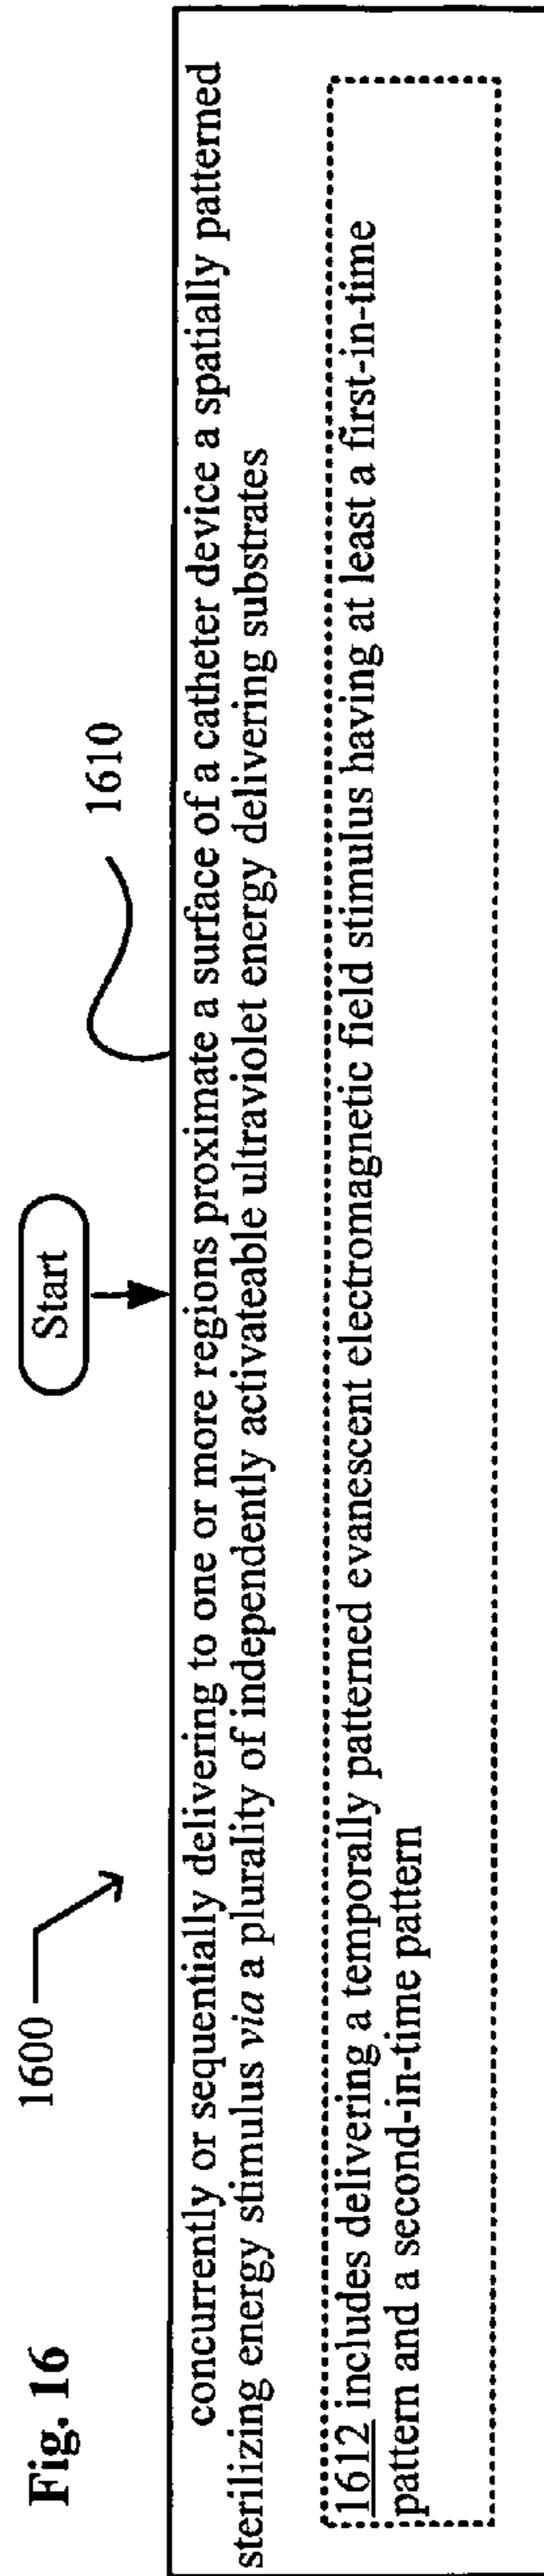 Fig. 16
1600
Start
1610
concurrently or sequentially delivering to one or more regions proximate a surface of a catheter device a spatially patterned
sterilizing energy stimulus via a plurality of independently activateable ultraviolet energy delivering substrates
1612 includes delivering a temporally patterned evanescent electromagnetic field stimulus having at least a first-in-time
pattern and a second-in-time pattern